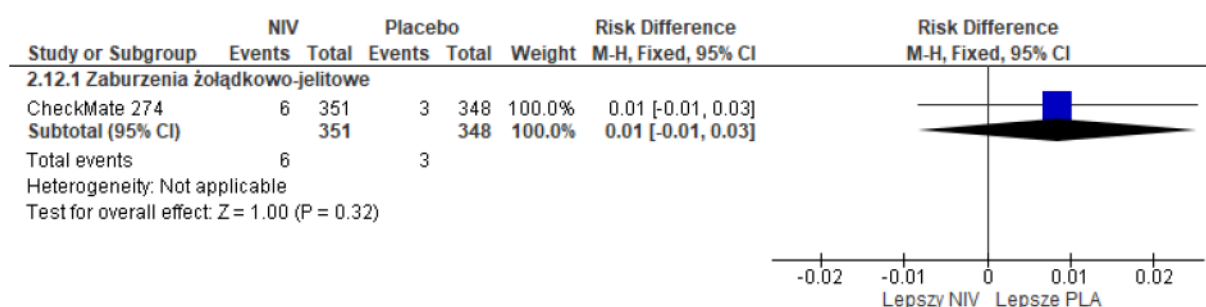 NIV Placebo Risk Difference Risk Difference
Study or Subgroup Events Total Events Total Weight M-H, Fixed, 95% CI M-H, Fixed, 95% CI
2.12.1 Zaburzenia żołądkowo-jelitowe
CheckMate 274 6 351 3 348 100.0% 0.01 [-0.01, 0.03]
Subtotal (95% CI) 351 348 100.0% 0.01 [-0.01, 0.03]
Total events 6 3
Heterogeneity: Not applicable
Test for overall effect: Z = 1.00 (P = 0.32)
-0.02 -0.01 0 0.01 0.02
Lepszy NIV Lepsze PLA